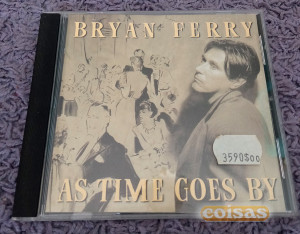 BRYAN FERRY
3590$00
AS TIME GOES BY
coisas